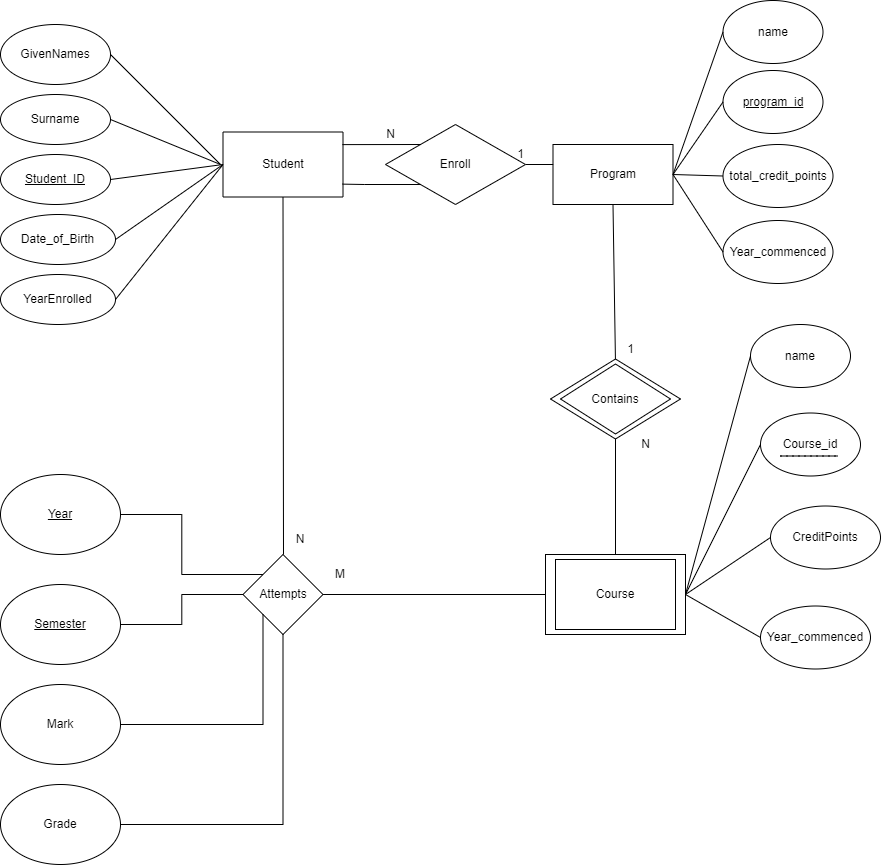 name
GivenNames
program_id
Surname
N
1
Student
Enroll
Program
total_credit_points
Student_ID
Date_of_Birth
Year_commenced
YearEnrolled
1
name
Contains
N
Course_id
Year
CreditPoints
N
M
Attempts
Course
Semester
Year_commenced
Mark
Grade